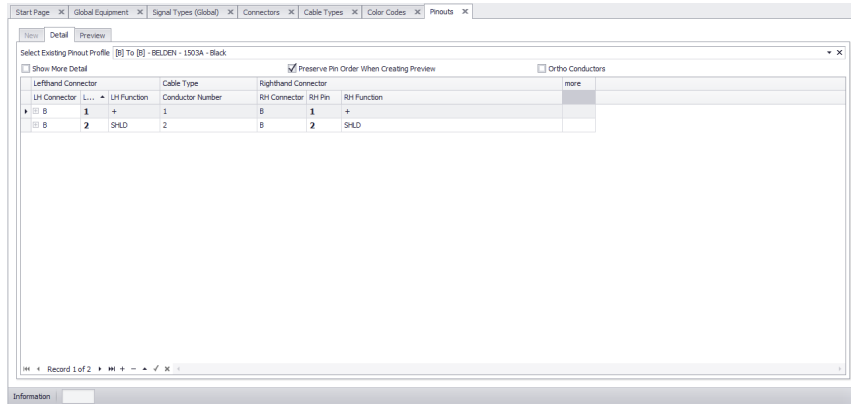 Start Page Global Equipment Signal Types (Global) Connectors Cable Types Color Codes Pinouts
New Detail Preview
Select Existing Pinout Profile [B] To [B] - BELDEN - 1503A - Black
Show More Detail Preserve Pin Order When Creating Preview Ortho Conductors
Lefthand Connector Cable Type Righthand Connector more
LH Connector L... LH Function Conductor Number RH Connector RH Pin RH Function
B 1 + 1 B 1 +
B 2 SHLD 2 B 2 SHLD
Record 1 of 2
Information